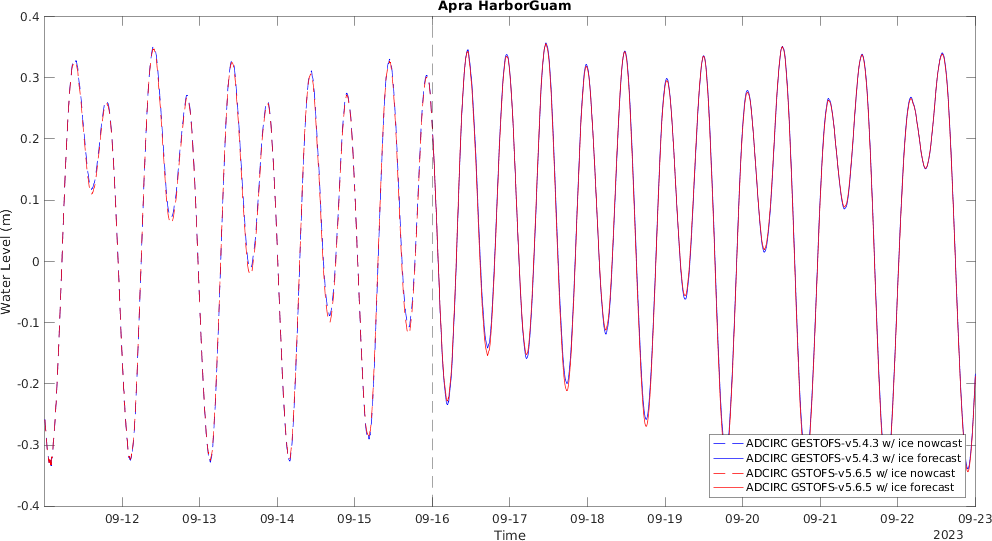 Apra HarborGuam
0.4
0.3
0.2
0.1
0
-0.1
-0.2
-0.3
-0.4
Water Level (m)
ADCIRC GESTOFS-v5.4.3 w/ ice nowcast
ADCIRC GESTOFS-v5.4.3 w/ ice forecast
ADCIRC GSTOFS-v5.6.5 w/ ice nowcast
ADCIRC GSTOFS-v5.6.5 w/ ice forecast
09-12 09-13 09-14 09-15 09-16 09-17 09-18 09-19 09-20 09-21 09-22 09-23
Time
2023